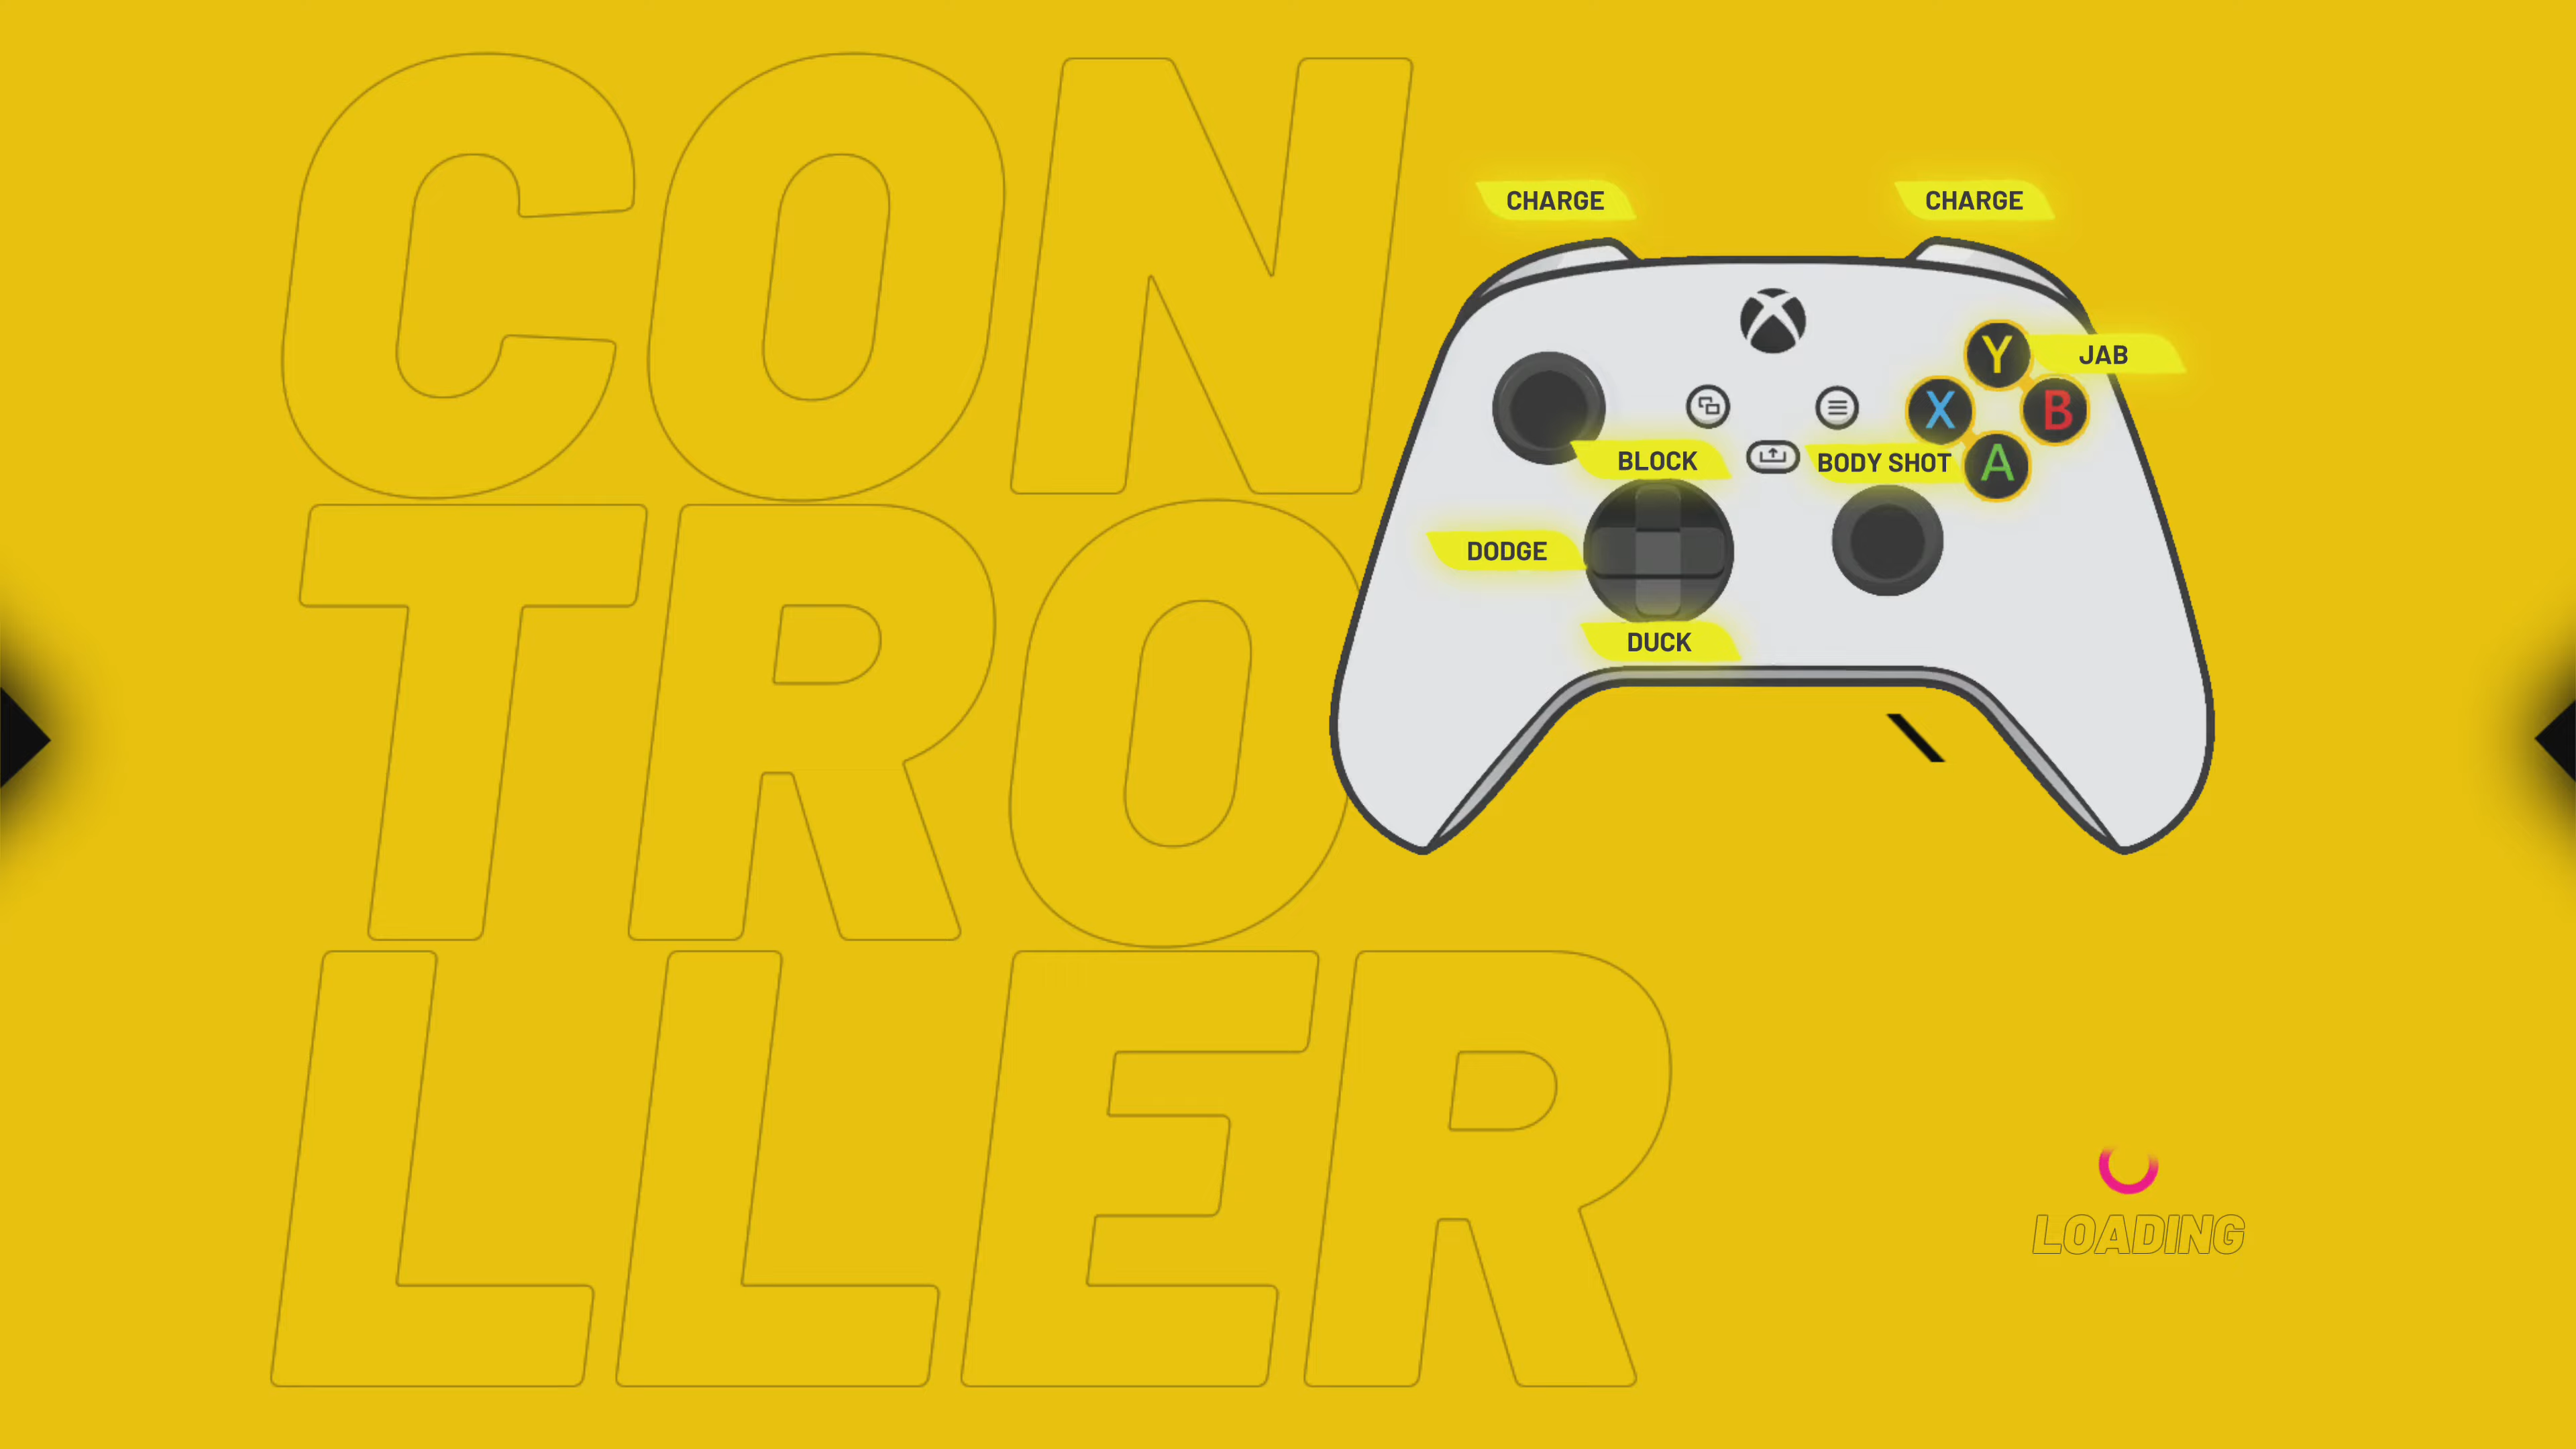 CON
TRO
LLER
CHARGE
CHARGE
Y
JAB
X
B
BLOCK
BODY SHOT
A
DODGE
DUCK
LOADING